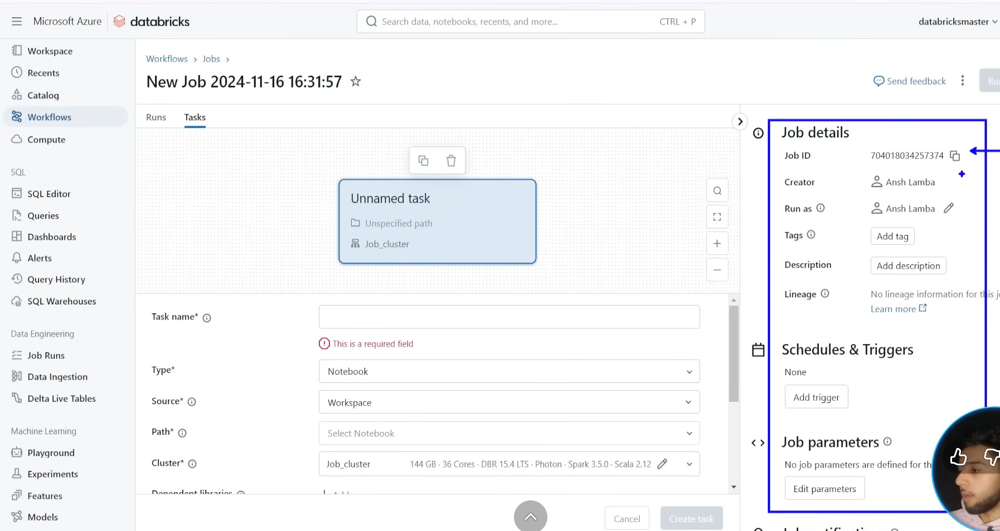 Microsoft Azure databricks
Search data, notebooks, recents, and more... CTRL + P
databricksmaster
Workspace
Recents
Catalog
Workflows
Compute
SQL
SQL Editor
Queries
Dashboards
Alerts
Query History
SQL Warehouses
Data Engineering
Job Runs
Data Ingestion
Delta Live Tables
Machine Learning
Playground
Experiments
Features
Models
Workflows › Jobs ›
New Job 2024-11-16 16:31:57
Send feedback
Runs Tasks
Unnamed task
Unspecified path
Job_cluster
Task name*
This is a required field
Type* Notebook
Source* Workspace
Path* Select Notebook
Cluster* Job_cluster 144 GB · 36 Cores · DBR 15.4 LTS · Photon · Spark 3.5.0 · Scala 2.12
Dependent libraries
Cancel Create task
Job details
Job ID 704018034257374
Creator Ansh Lamba
Run as Ansh Lamba
Tags Add tag
Description Add description
Lineage No lineage information for this
Learn more
Schedules & Triggers
None
Add trigger
Job parameters
No job parameters are defined for
Edit parameters